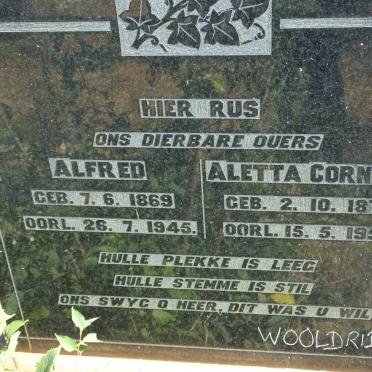 HIER RUS
ONS DIERBARE OUERS
ALFRED ALETTA CORN
GEB. 7. 6. 1869 GEB. 2. 10. 18
OORL. 26. 7. 1945. OORL. 15. 5. 19
HULLE PLEKKE IS LEEG
HULLE STEMME IS STIL
ONS SWYG O HEER, DIT WAS U WIL
WOOLDRI